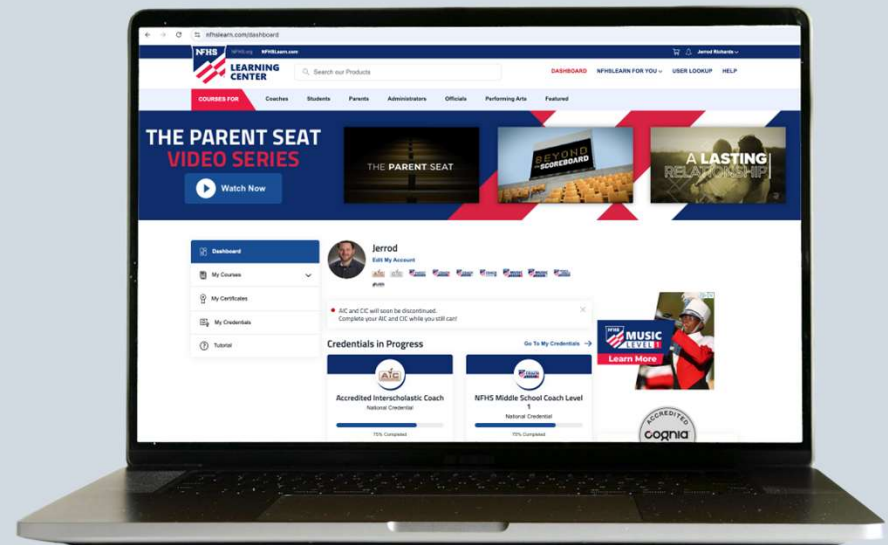 nfhslearn.com/dashboard
NFHS
NFHS.org
NFHSLearn.com
Jerrod Rickards
LEARNING
CENTER
Search our Products
DASHBOARD
NFHSLEARN FOR YOU
USER LOOKUP
HELP
COURSES FOR
Coaches
Students
Parents
Administrators
Officials
Performing Arts
Featured
THE PARENT SEAT
VIDEO SERIES
Watch Now
THE PARENT SEAT
BEYOND
SCOREBOARD
A LASTING
RELATIONSHIP
Dashboard
My Courses
My Certificates
My Credentials
Tutorial
Jerrod
Edit My Account
AIC and CIC will soon be discontinued.
Complete your AIC and CIC while you still can!
Credentials in Progress
Go To My Credentials
AIC
Accredited Interscholastic Coach
National Credential
75% Completed
NFHS Middle School Coach Level
1
National Credential
75% Completed
NFHS
MUSIC
LEVEL 1
Learn More
ACCREDITED
cognia